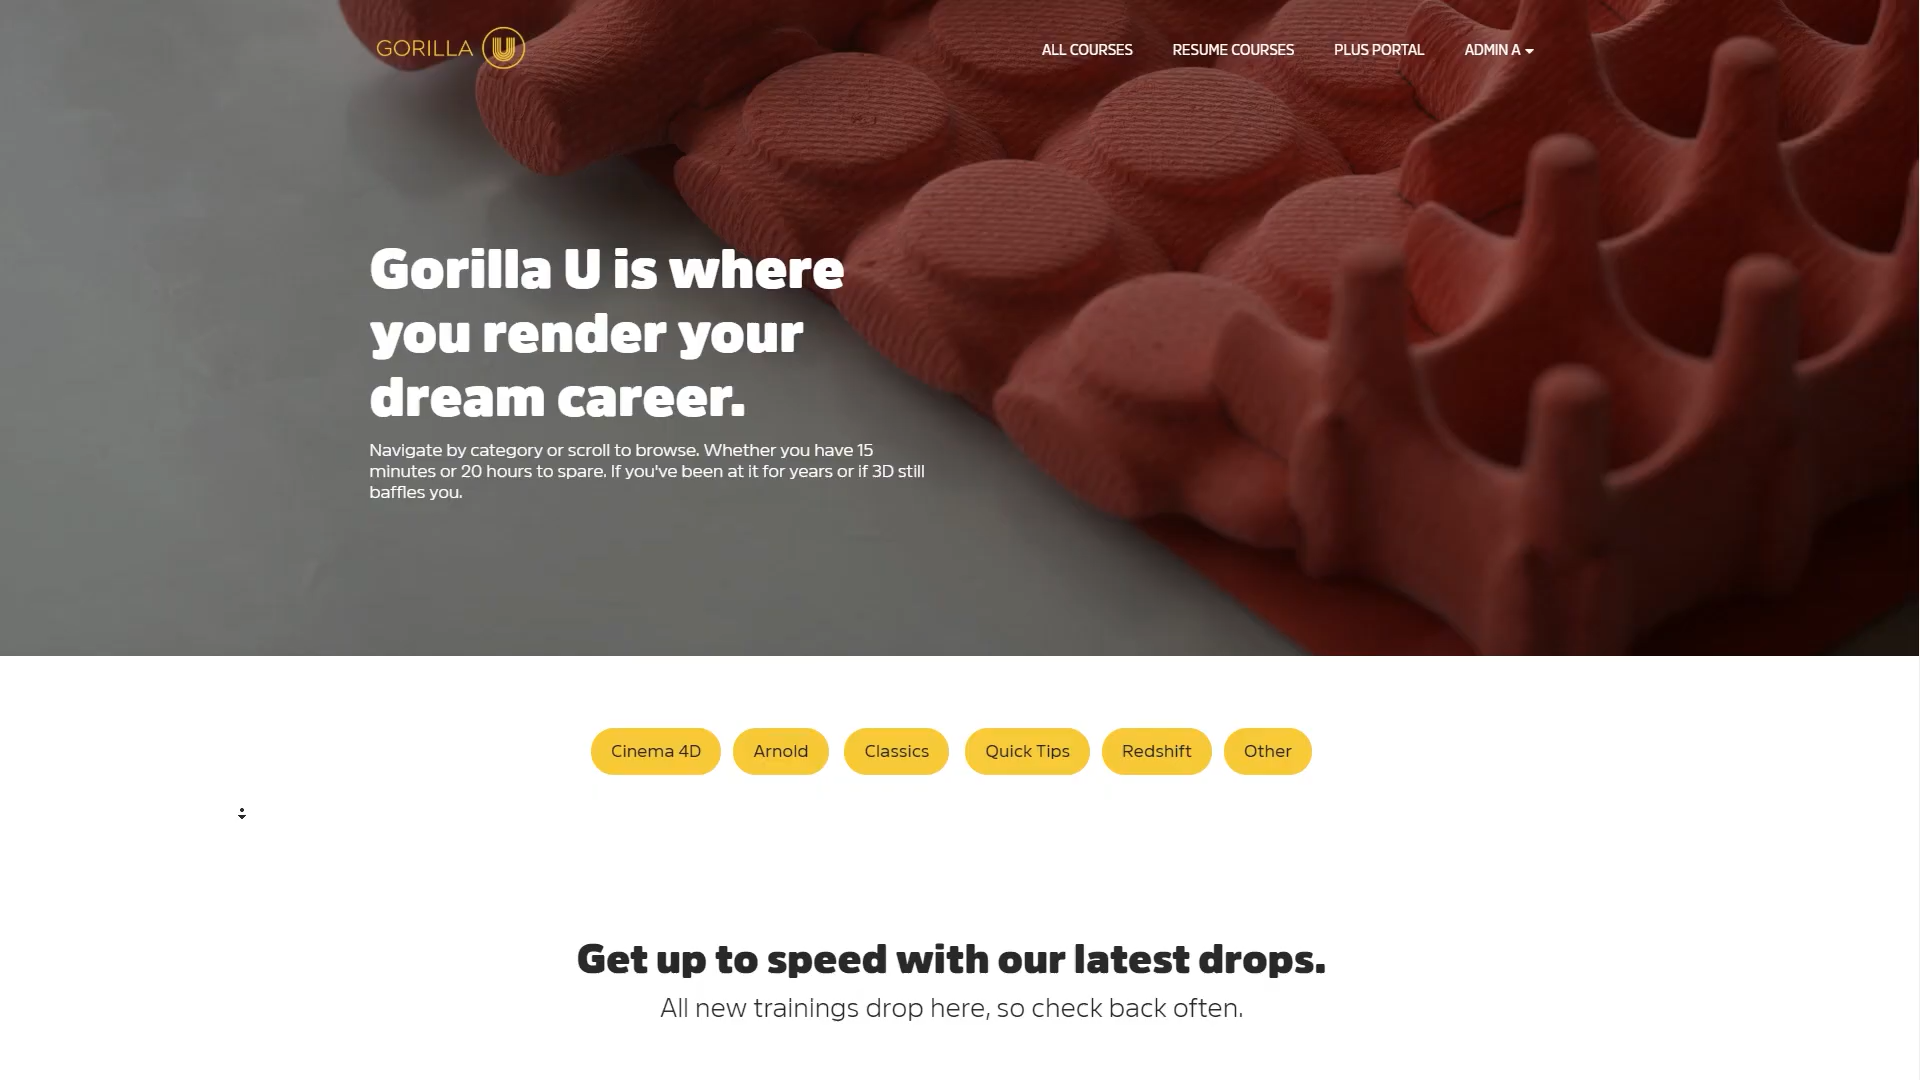 GORILLA U
ALL COURSES RESUME COURSES PLUS PORTAL ADMIN A
Gorilla U is where
you render your
dream career.
Navigate by category or scroll to browse. Whether you have 15
minutes or 20 hours to spare. If you've been at it for years or if 3D still
baffles you.
Cinema 4D Arnold Classics Quick Tips Redshift Other
Get up to speed with our latest drops.
All new trainings drop here, so check back often.